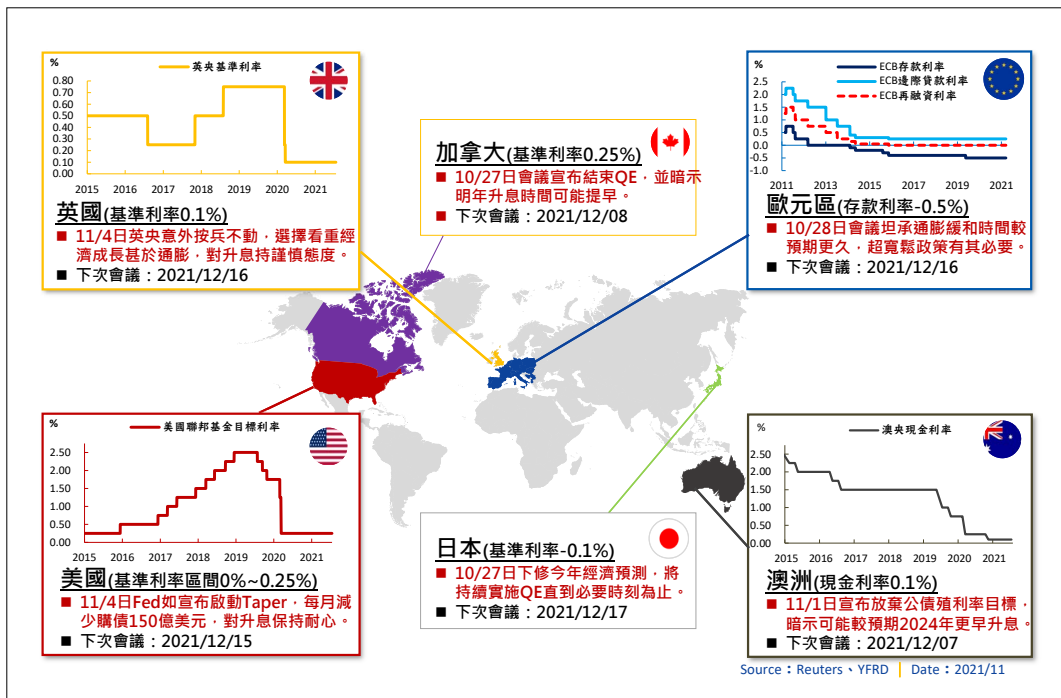 %
英央基準利率
0.80
0.70
0.60
0.50
0.40
0.30
0.20
0.10
2015 2016 2017 2018 2019 2020 2021
英國(基準利率0.1%)
■ 11/4日英央意外按兵不動，選擇看重經
濟成長甚於通膨，對升息持謹慎態度。
■ 下次會議：2021/12/16
加拿大(基準利率0.25%)
■ 10/27日會議宣布結束QE，並暗示
明年升息時間可能提早。
■ 下次會議：2021/12/08
%
ECB存款利率
ECB邊際貸款利率
ECB再融資利率
2.5
2.0
1.5
1.0
0.5
0.0
-0.5
-1.0
2011 2013 2015 2017 2019 2021
歐元區(存款利率-0.5%)
■ 10/28日會議坦承通膨緩和時間較
預期更久，超寬鬆政策有其必要。
■ 下次會議：2021/12/16
%
美國聯邦基金目標利率
2.50
2.00
1.50
1.00
0.50
0.00
2015 2016 2017 2018 2019 2020 2021
美國(基準利率區間0%~0.25%)
■ 11/4日Fed如宣布啟動Taper，每月減
少購債150億美元，對升息保持耐心。
■ 下次會議：2021/12/15
日本(基準利率-0.1%)
■ 10/27日下修今年經濟預測，將
持續實施QE直到必要時刻為止。
■ 下次會議：2021/12/17
%
澳央現金利率
2.50
2.00
1.50
1.00
0.50
0.00
2015 2016 2017 2018 2019 2020 2021
澳洲(現金利率0.1%)
■ 11/1日宣布放棄公債殖利率目標，
暗示可能較預期2024年更早升息。
■ 下次會議：2021/12/07
Source：Reuters、YFRD | Date：2021/11